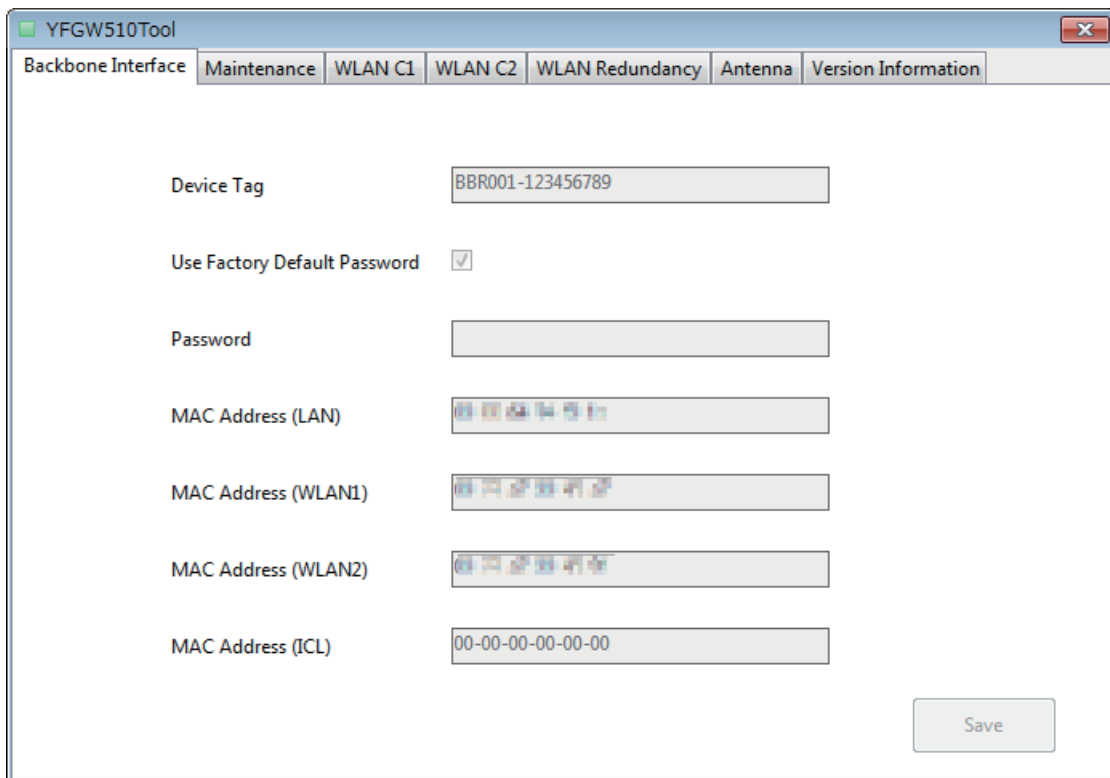 YFGW510Tool
Backbone Interface Maintenance WLAN C1 WLAN C2 WLAN Redundancy Antenna Version Information
Device Tag BBR001-123456789
Use Factory Default Password
Password
MAC Address (LAN)
MAC Address (WLAN1)
MAC Address (WLAN2)
MAC Address (ICL) 00-00-00-00-00-00
Save